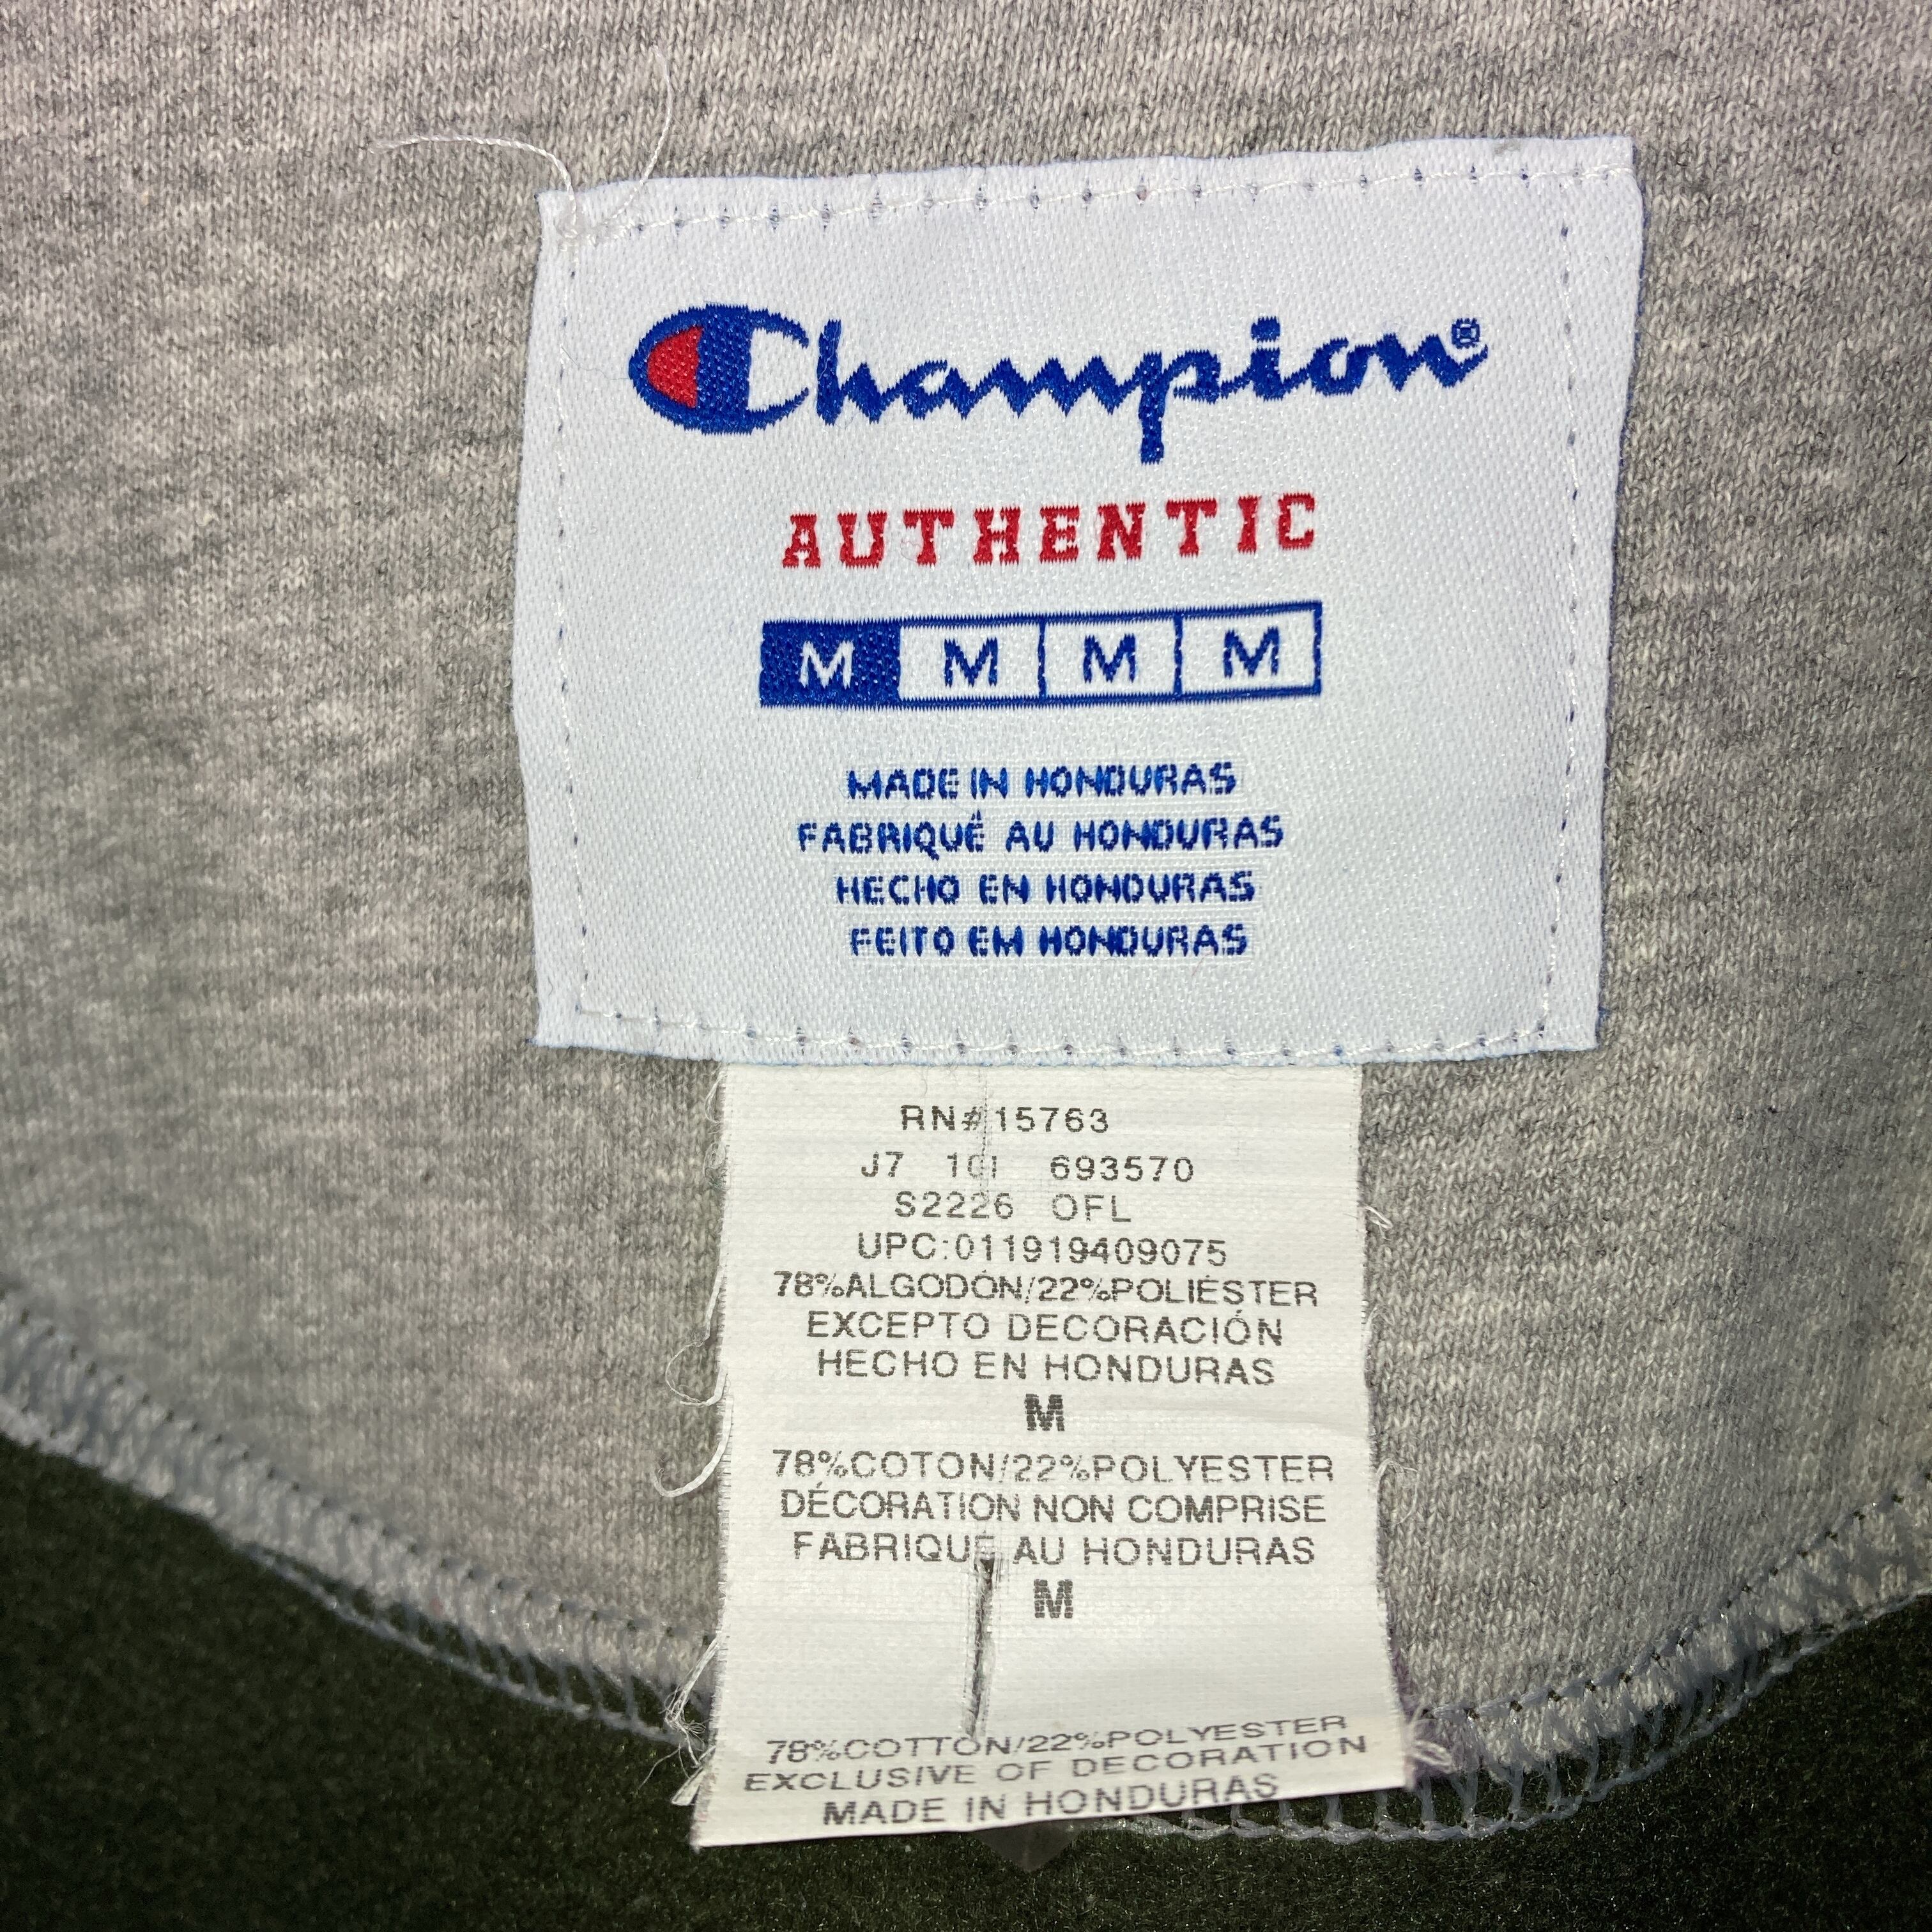 Champion®
AUTHENTIC
M M M M
MADE IN HONDURAS
FABRIQUÉ AU HONDURAS
HECHO EN HONDURAS
FEITO EM HONDURAS
RN#15763
J7 693570
S2226 OFL
UPC:011919409075
78%ALGODÓN/22%POLIÉSTER
EXCEPTO DECORACIÓN
HECHO EN HONDURAS
M
78%COTON/22%POLYESTER
DÉCORATION NON COMPRISE
FABRIQUÉ AU HONDURAS
M
78%COTTON/22%POLYESTER
EXCLUSIVE OF DECORATION
MADE IN HONDURAS